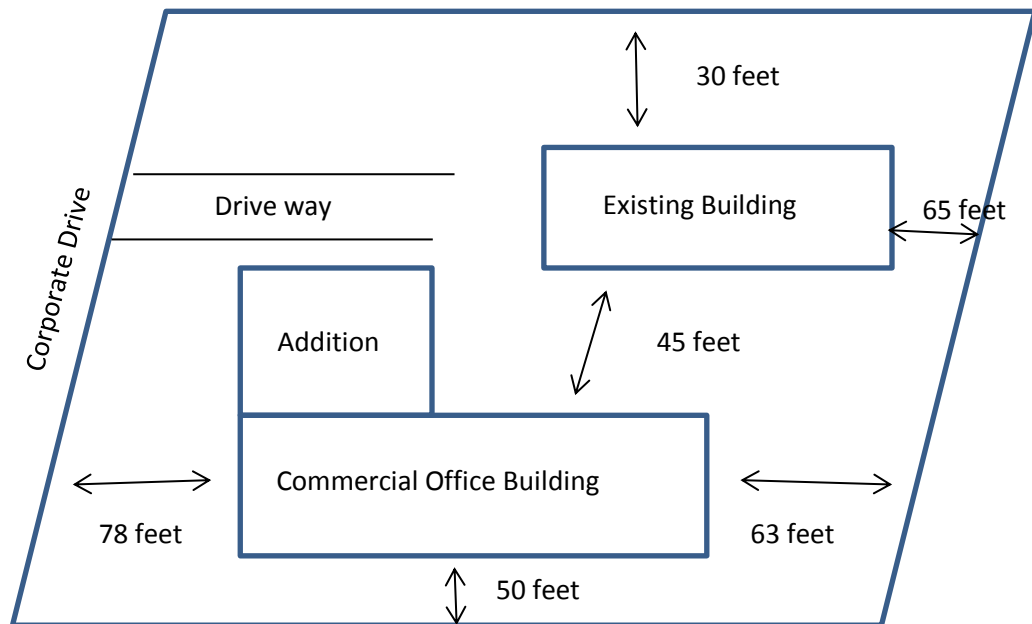 30 feet
Drive way
Existing Building
65 feet
Corporate Drive
Addition
45 feet
Commercial Office Building
78 feet
63 feet
50 feet